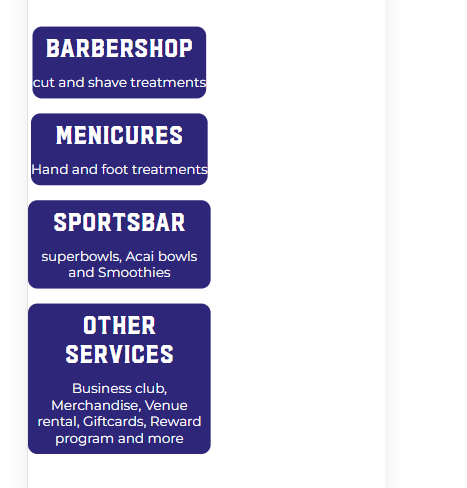 BARBERSHOP
cut and shave treatments
MENICURES
Hand and foot treatments
SPORTSBAR
superbowls, Acai bowls
and Smoothies
OTHER
SERVICES
Business club,
Merchandise, Venue
rental, Giftcards, Reward
program and more